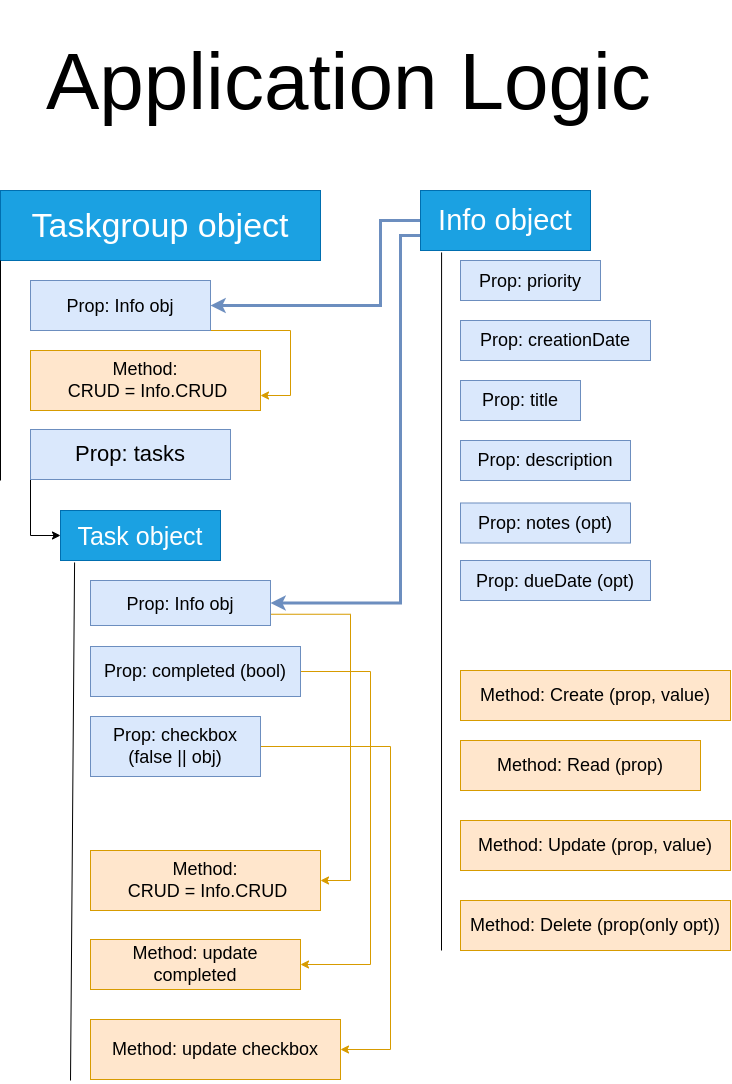 Application Logic
Taskgroup object
Prop: Info obj
Method:
CRUD = Info.CRUD
Prop: tasks
Task object
Prop: Info obj
Prop: completed (bool)
Prop: checkbox
(false || obj)
Method:
CRUD = Info.CRUD
Method: update
completed
Method: update checkbox
Info object
Prop: priority
Prop: creationDate
Prop: title
Prop: description
Prop: notes (opt)
Prop: dueDate (opt)
Method: Create (prop, value)
Method: Read (prop)
Method: Update (prop, value)
Method: Delete (prop(only opt))